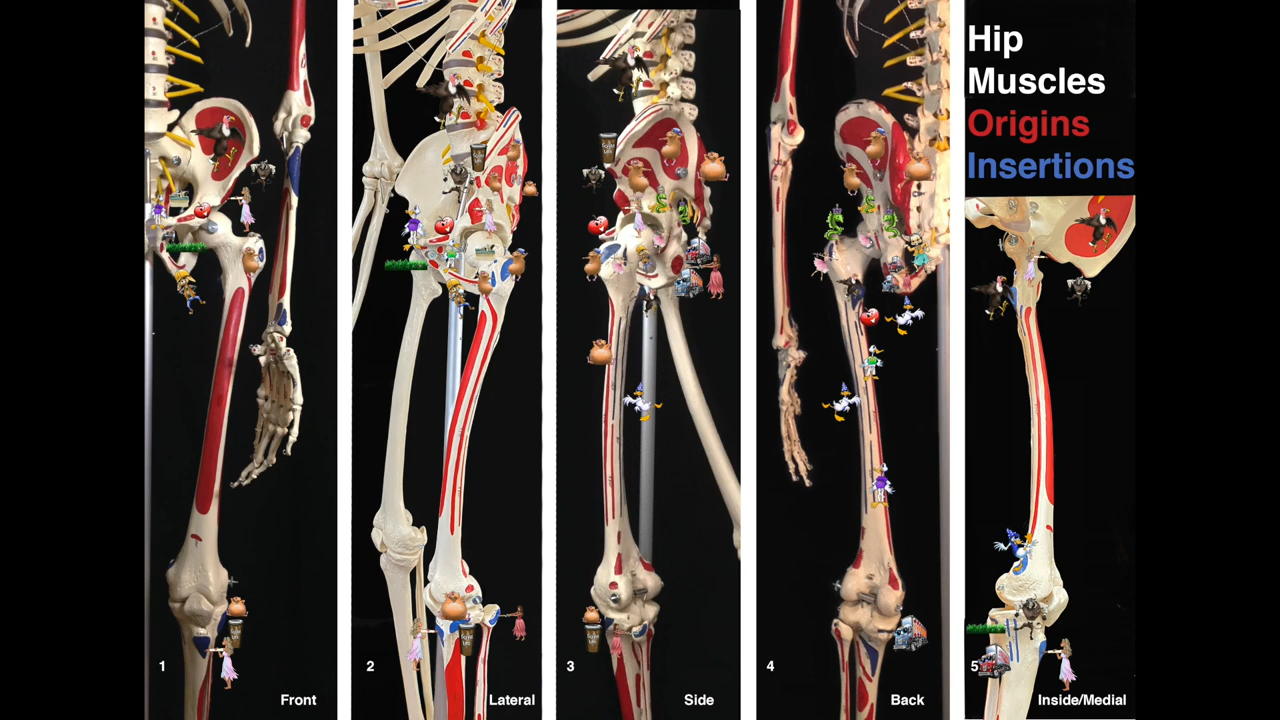 Hip
Muscles
Origins
Insertions
1
Front
2
Lateral
3
Side
4
Back
5
Inside/Medial